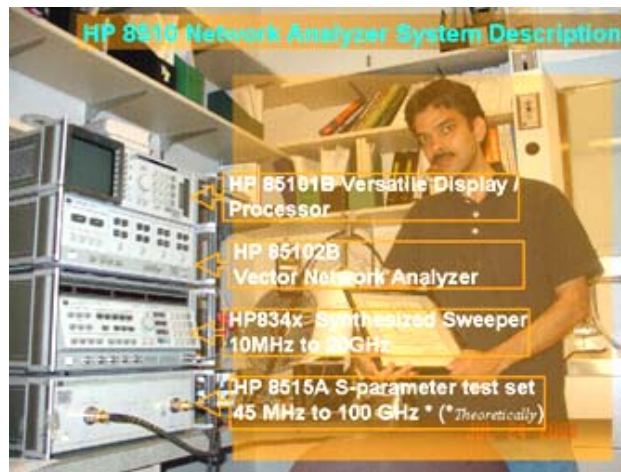 HP 8510 Network Analyzer System Description
HP 85101B Versatile Display /
Processor
HP 85102B
Vector Network Analyzer
HP834x Synthesized Sweeper
10MHz to 20GHz
HP 8515A S-parameter test set
45 MHz to 100 GHz * (*Theoretically)